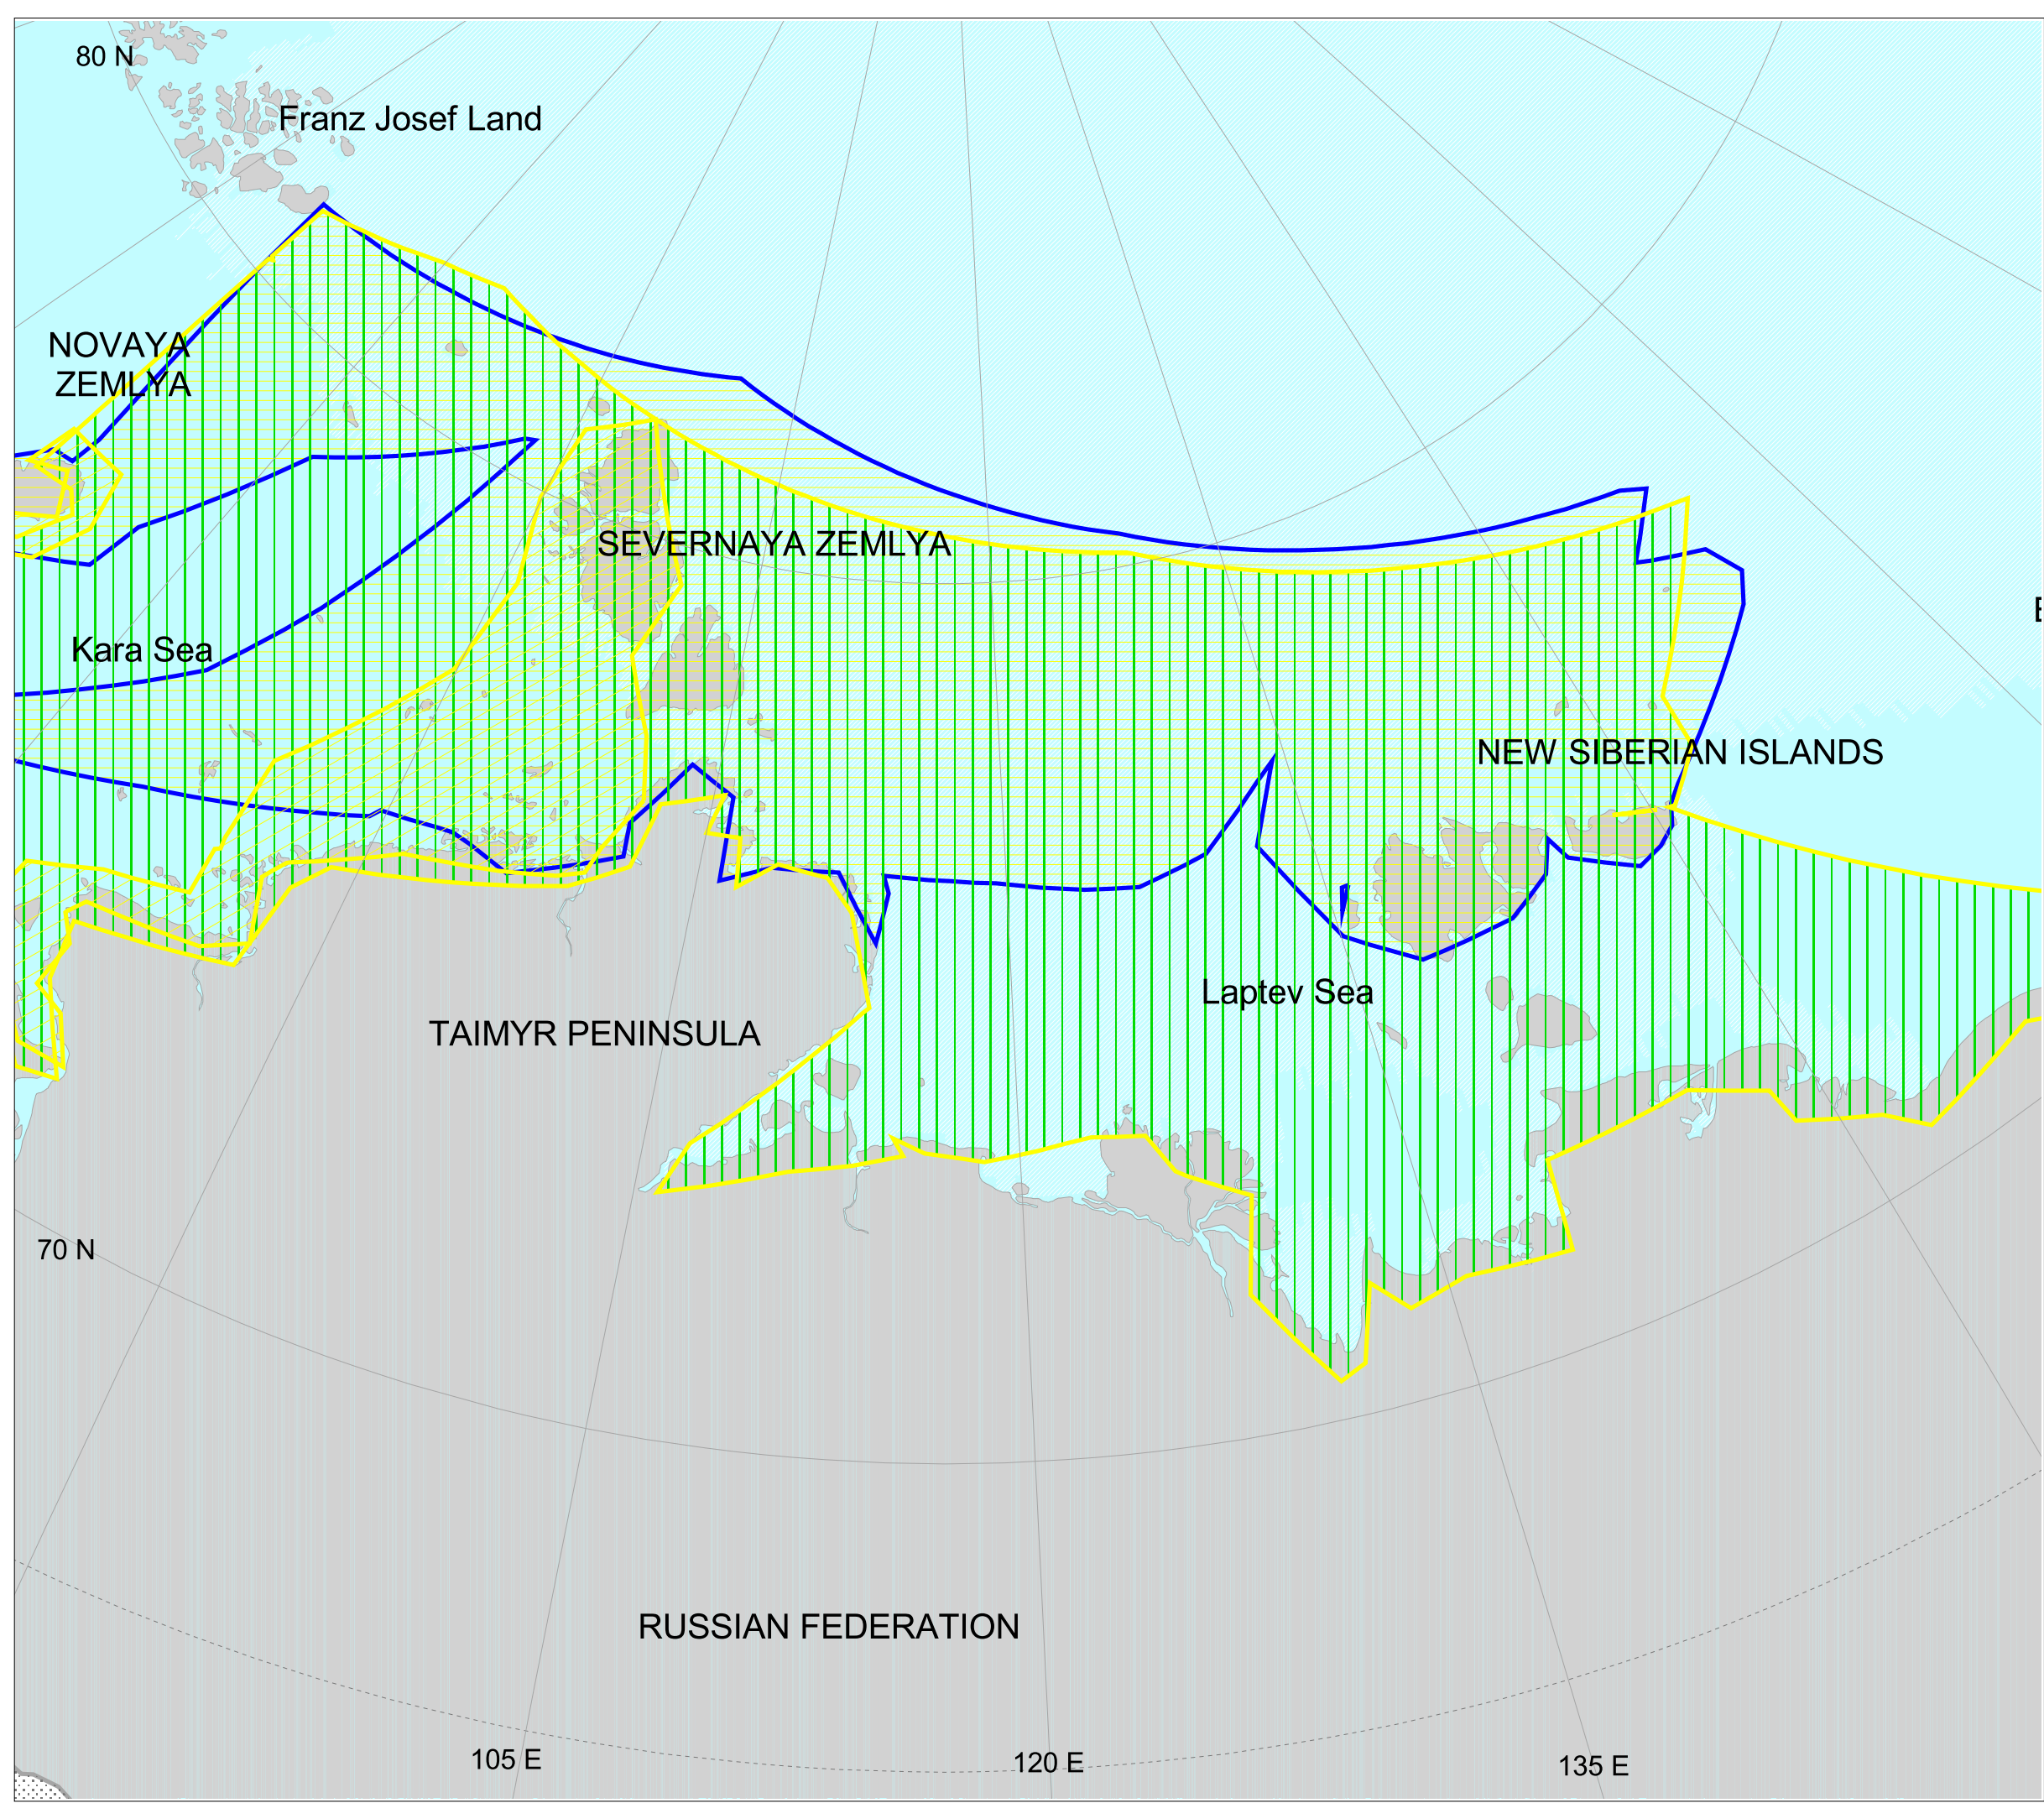 80 N
Franz Josef Land
NOVAYA
ZEMLYA
SEVERNAYA ZEMLYA
Kara Sea
NEW SIBERIAN ISLANDS
Laptev Sea
TAIMYR PENINSULA
70 N
RUSSIAN FEDERATION
105 E
120 E
135 E